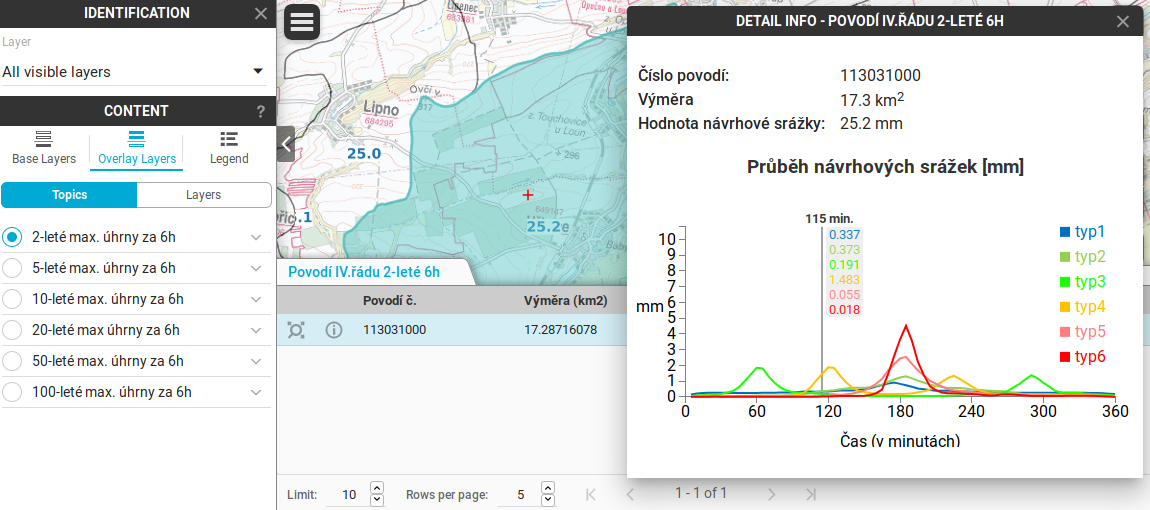 IDENTIFICATION
Layer
All visible layers
CONTENT
?
Base Layers
Overlay Layers
Legend
Topics
Layers
2-leté max. úhrny za 6h
5-leté max. úhrny za 6h
10-leté max. úhrny za 6h
20-leté max. úhrny za 6h
50-leté max. úhrny za 6h
100-leté max. úhrny za 6h
Lipenec
683881
Opočno u Loun
Ovčí v.
317
Lipno
684295
z. Touchovice
u Loun
25.0
296
649147
.1
25.2
Povodí IV.řádu 2-leté 6h
Povodí č.
Výměra (km2)
113031000
17.28716078
Limit:
10
Rows per page:
5
1 - 1 of 1
DETAIL INFO - POVODÍ IV.ŘÁDU 2-LETÉ 6H
Číslo povodí: 113031000
Výměra 17.3 km2
Hodnota návrhové srážky: 25.2 mm
Průběh návrhových srážek [mm]
115 min.
0.337
0.373
0.191
1.483
0.055
0.018
typ1
typ2
typ3
typ4
typ5
typ6
mm
10
9
8
7
6
5
4
3
2
1
0
0 60 120 180 240 300 360
Čas (v minutách)